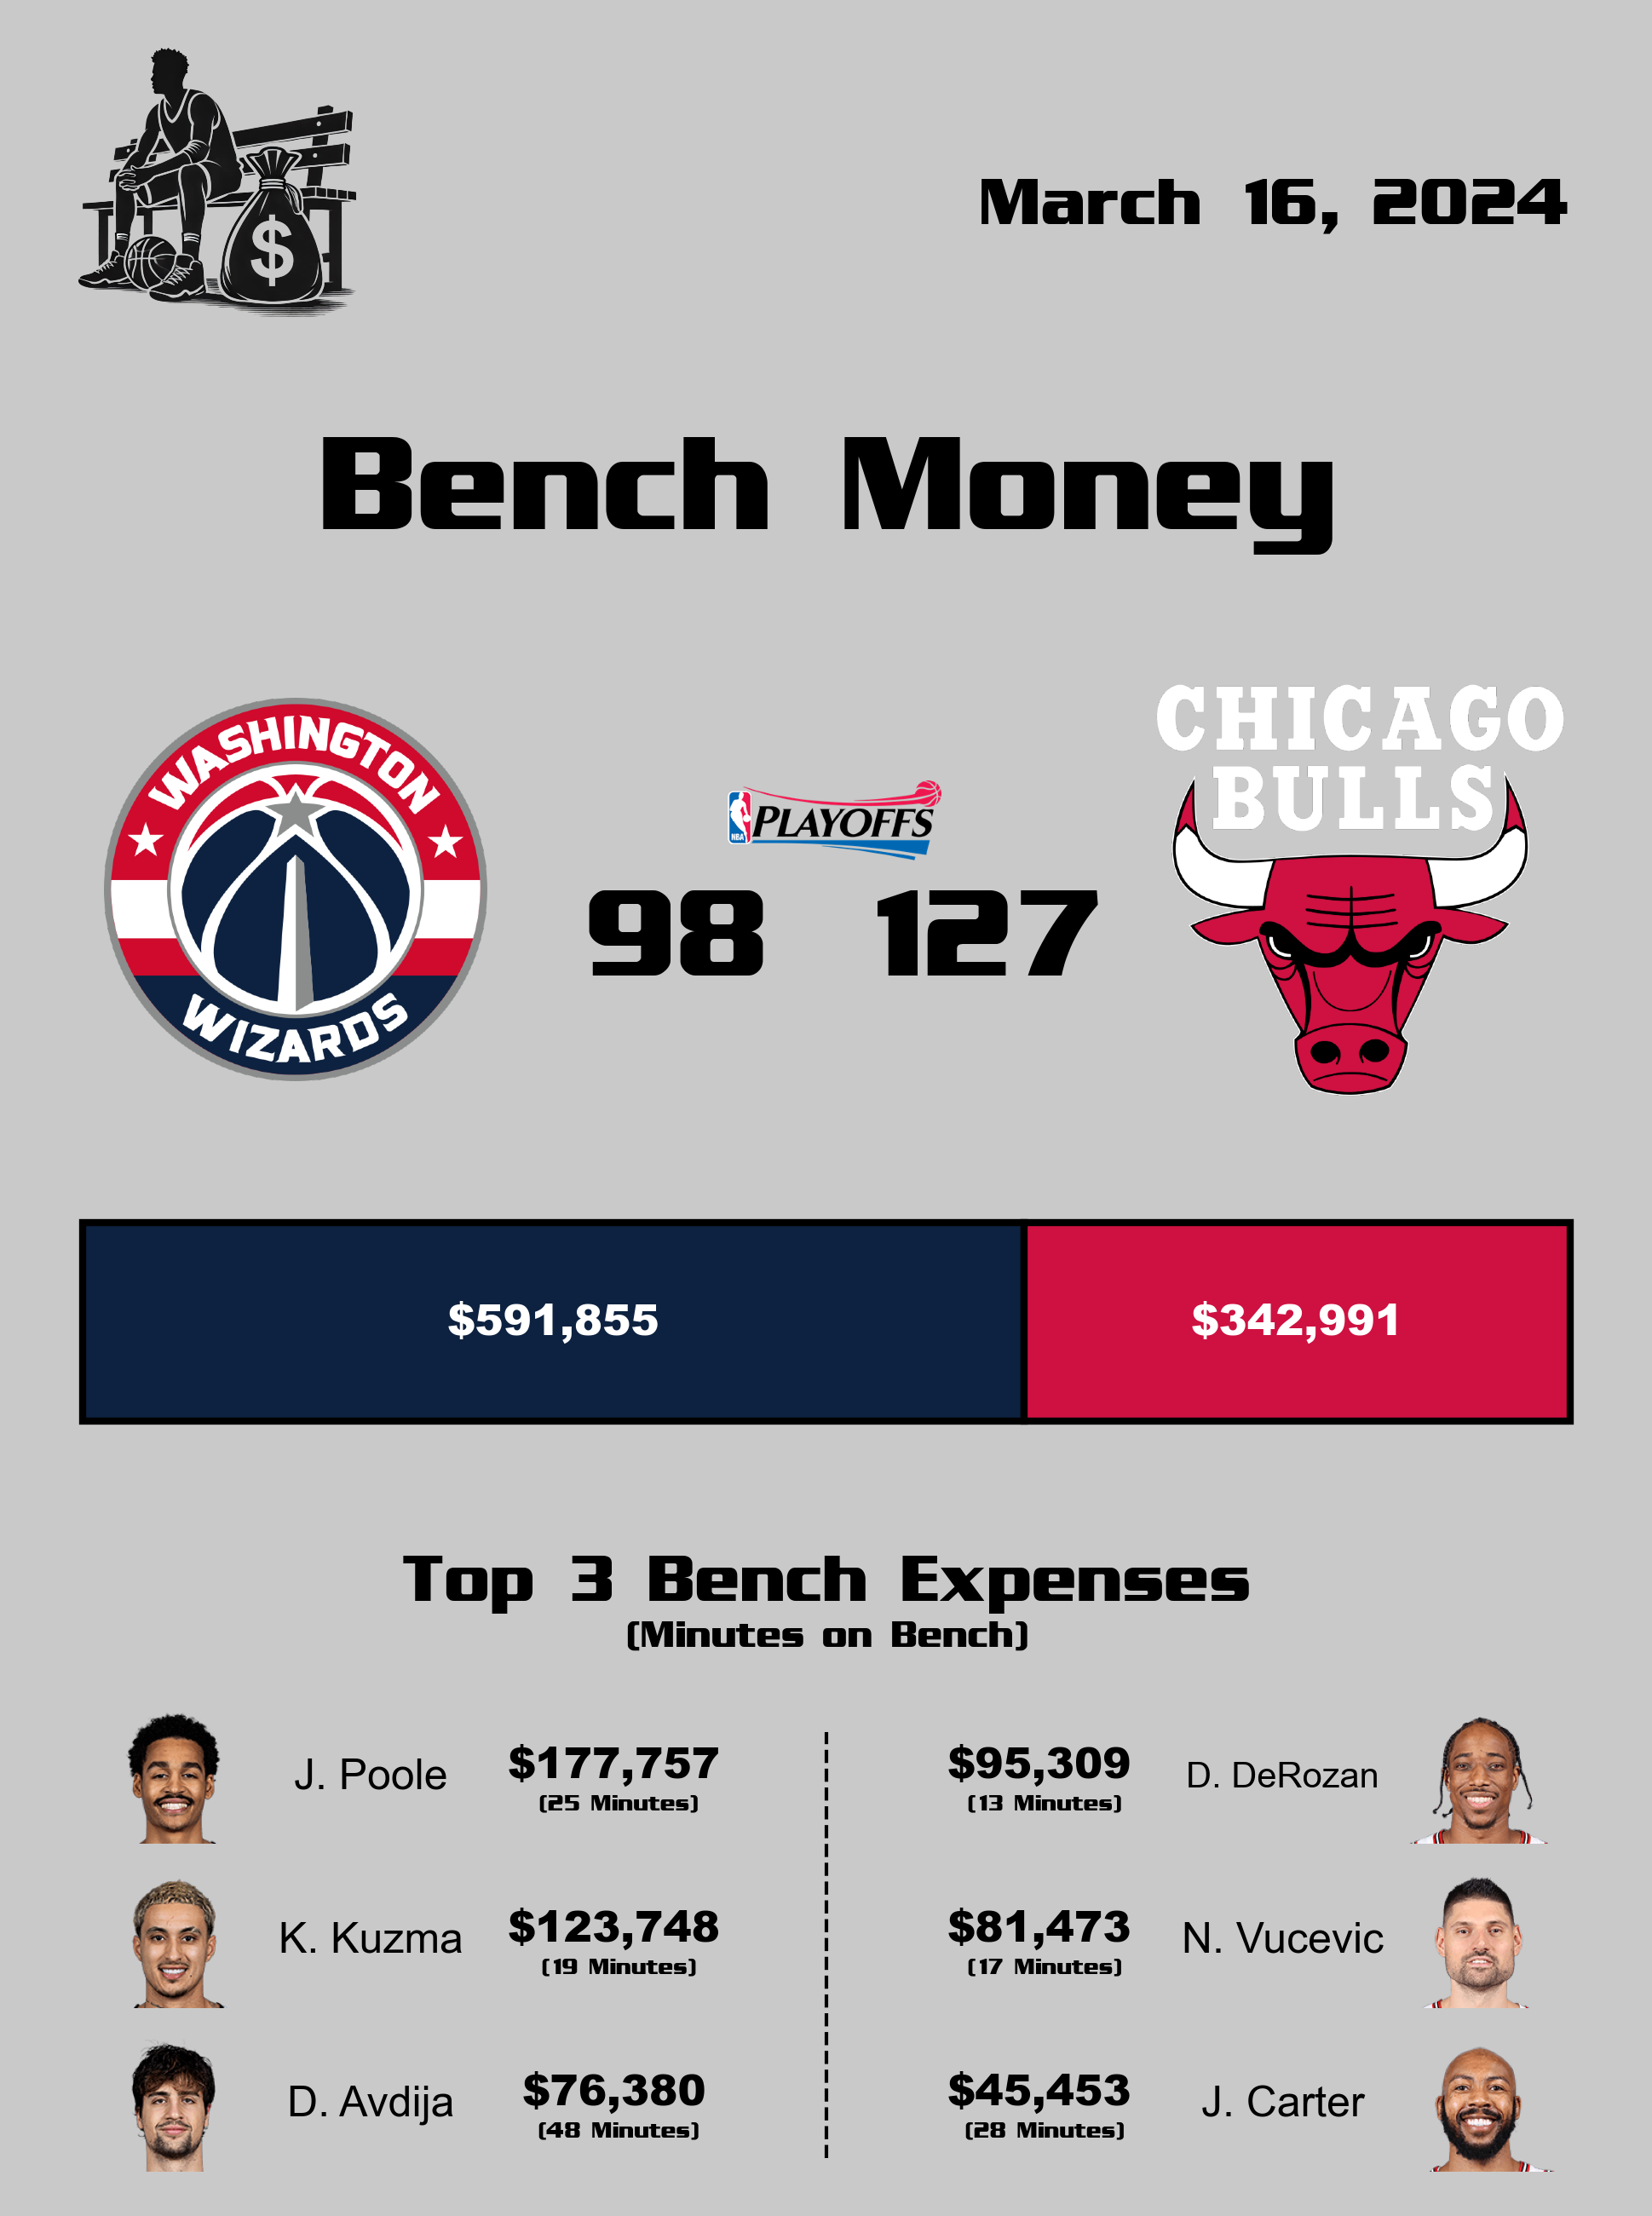 March 16, 2024
$
Bench Money
WASHINGTON
WIZARDS
NBA
PLAYOFFS
CHICAGO
BULLS
98 127
$591,855 $342,991
Top 3 Bench Expenses
(Minutes on Bench)
J. Poole $177,757 $95,309 D. DeRozan
(25 Minutes) (13 Minutes)
K. Kuzma $123,748 $81,473 N. Vucevic
(19 Minutes) (17 Minutes)
D. Avdija $76,380 $45,453 J. Carter
(48 Minutes) (28 Minutes)